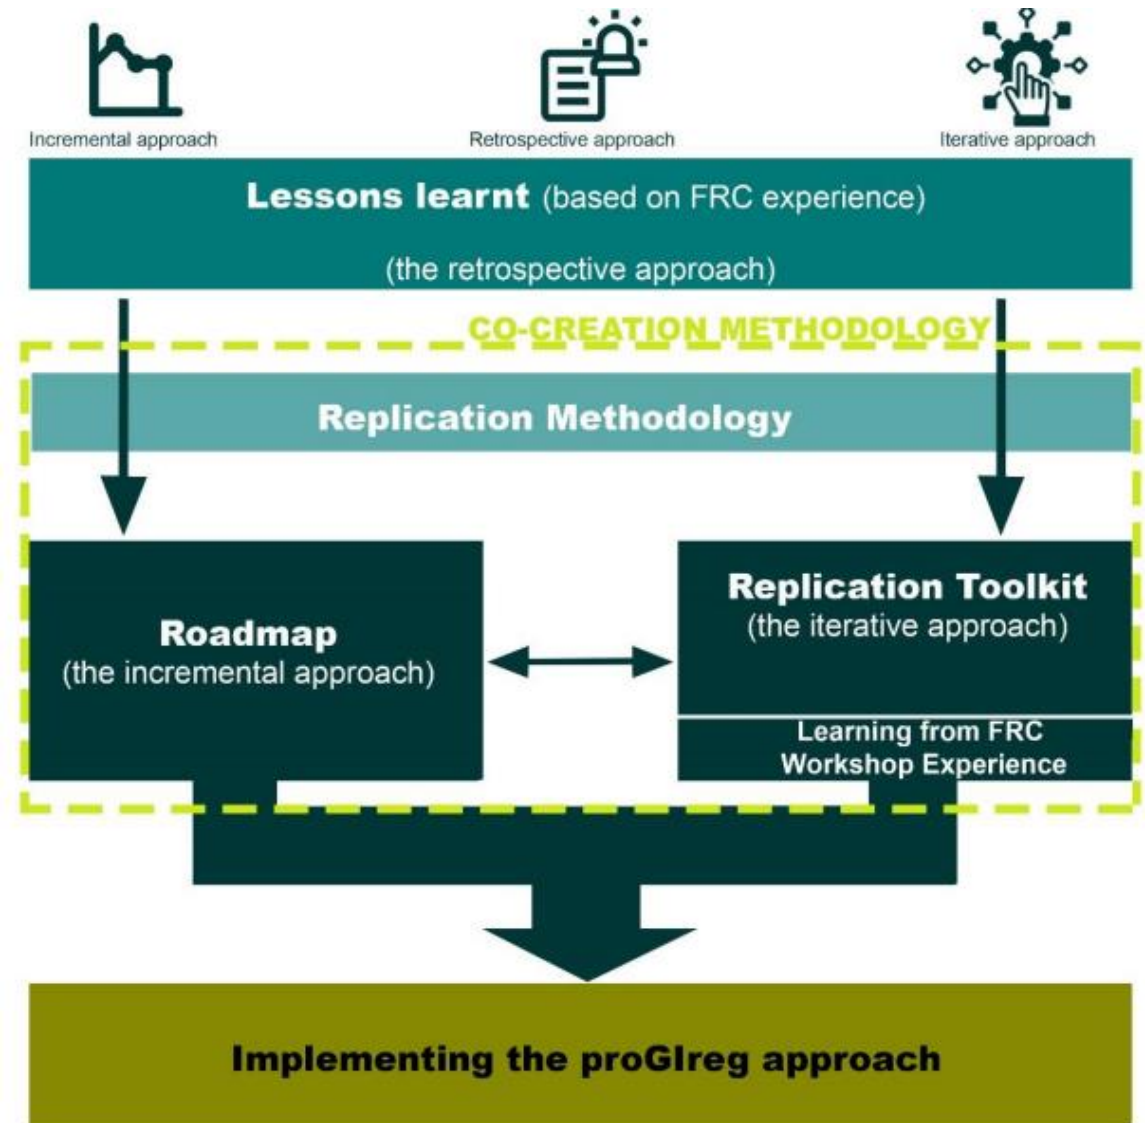 Incremental approach
Retrospective approach
Iterative approach
Lessons learnt (based on FRC experience)
(the retrospective approach)
CO-CREATION METHODOLOGY
Replication Methodology
Roadmap
(the incremental approach)
Replication Toolkit
(the iterative approach)
Learning from FRC
Workshop Experience
Implementing the proGIreg approach